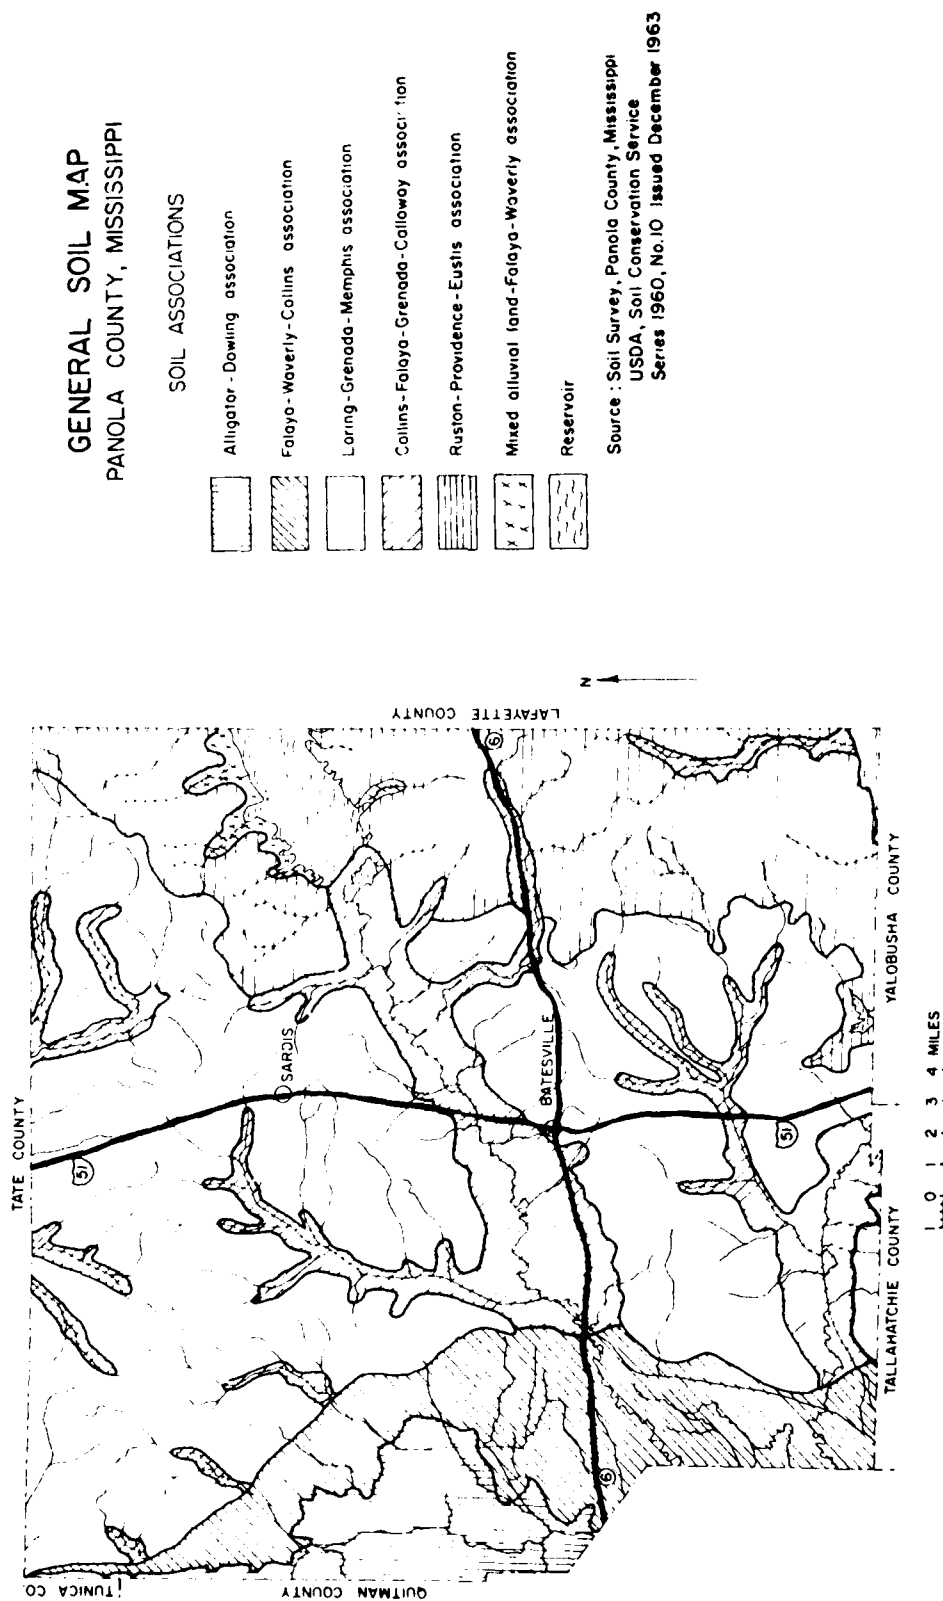 GENERAL SOIL MAP
PANOLA COUNTY, MISSISSIPPI
SOIL ASSOCIATIONS
Alligator-Dowling association
Falaya-Waverly-Collins association
Loring-Grenada-Memphis association
Collins-Falaya-Grenada-Calloway association
Ruston-Providence-Eustis association
Mixed alluvial land-Falaya-Waverly association
Reservoir
Source: Soil Survey, Panola County, Mississippi
USDA, Soil Conservation Service
Series 1960, No.10 Issued December 1963
TATE COUNTY
TUNICA CO.
QUITMAN COUNTY
LAFAYETTE COUNTY
N
51
SARDIS
6
BATESVILLE
6
51
TALLAHATCHIE COUNTY
YALOBUSHA COUNTY
1 0 1 2 3 4 MILES